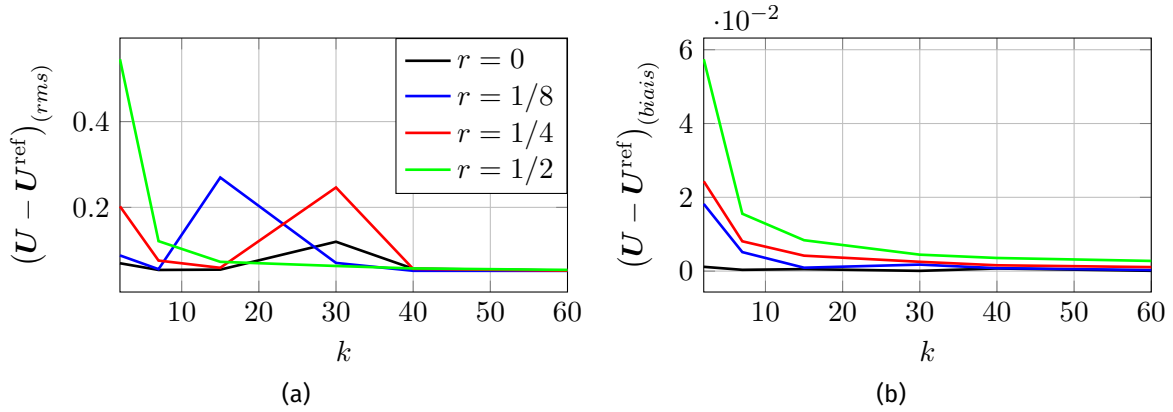 (U − U^ref)_(rms)
0.4
0.2
10 20 30 40 50 60
k
r = 0
r = 1/8
r = 1/4
r = 1/2
(a)
·10^−2
(U − U^ref)_(biais)
6
4
2
0
10 20 30 40 50 60
k
(b)